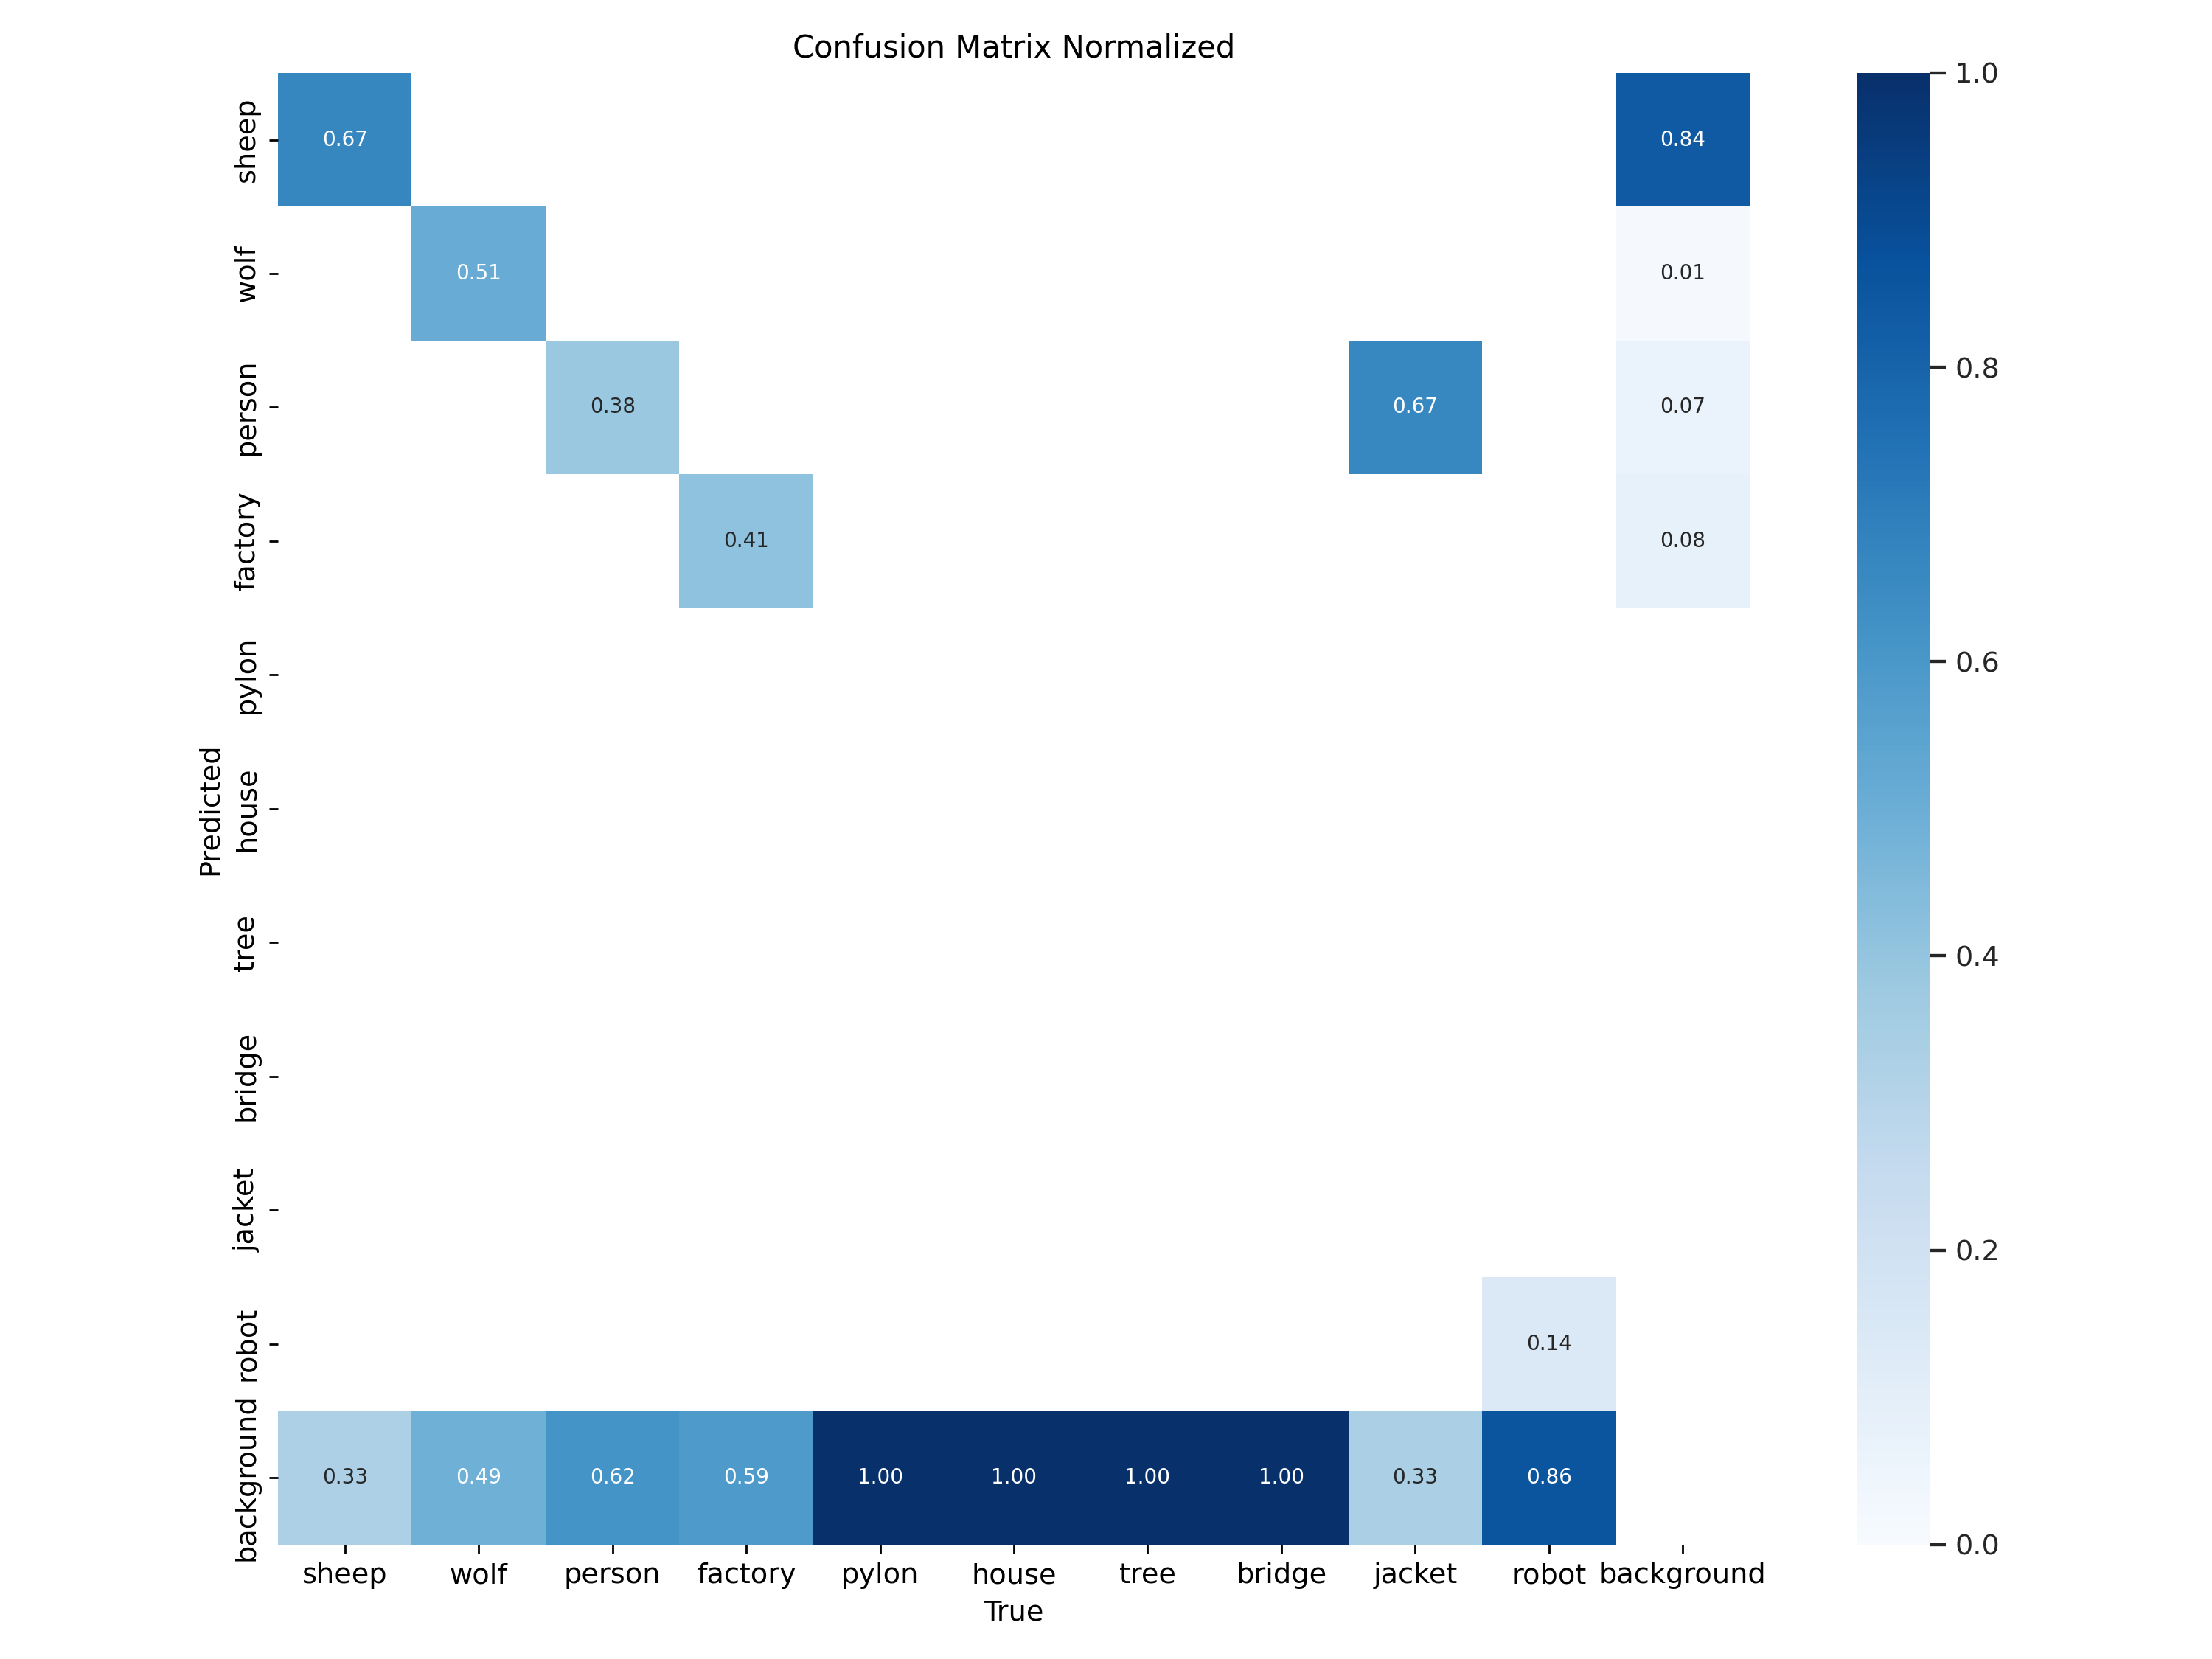 Confusion Matrix Normalized
sheep 0.67 0.84
wolf 0.51 0.01
person 0.38 0.67 0.07
factory 0.41 0.08
pylon
house
tree
bridge
jacket
robot 0.14
background 0.33 0.49 0.62 0.59 1.00 1.00 1.00 1.00 0.33 0.86
Predicted
sheep wolf person factory pylon house tree bridge jacket robot background
True
1.0
0.8
0.6
0.4
0.2
0.0